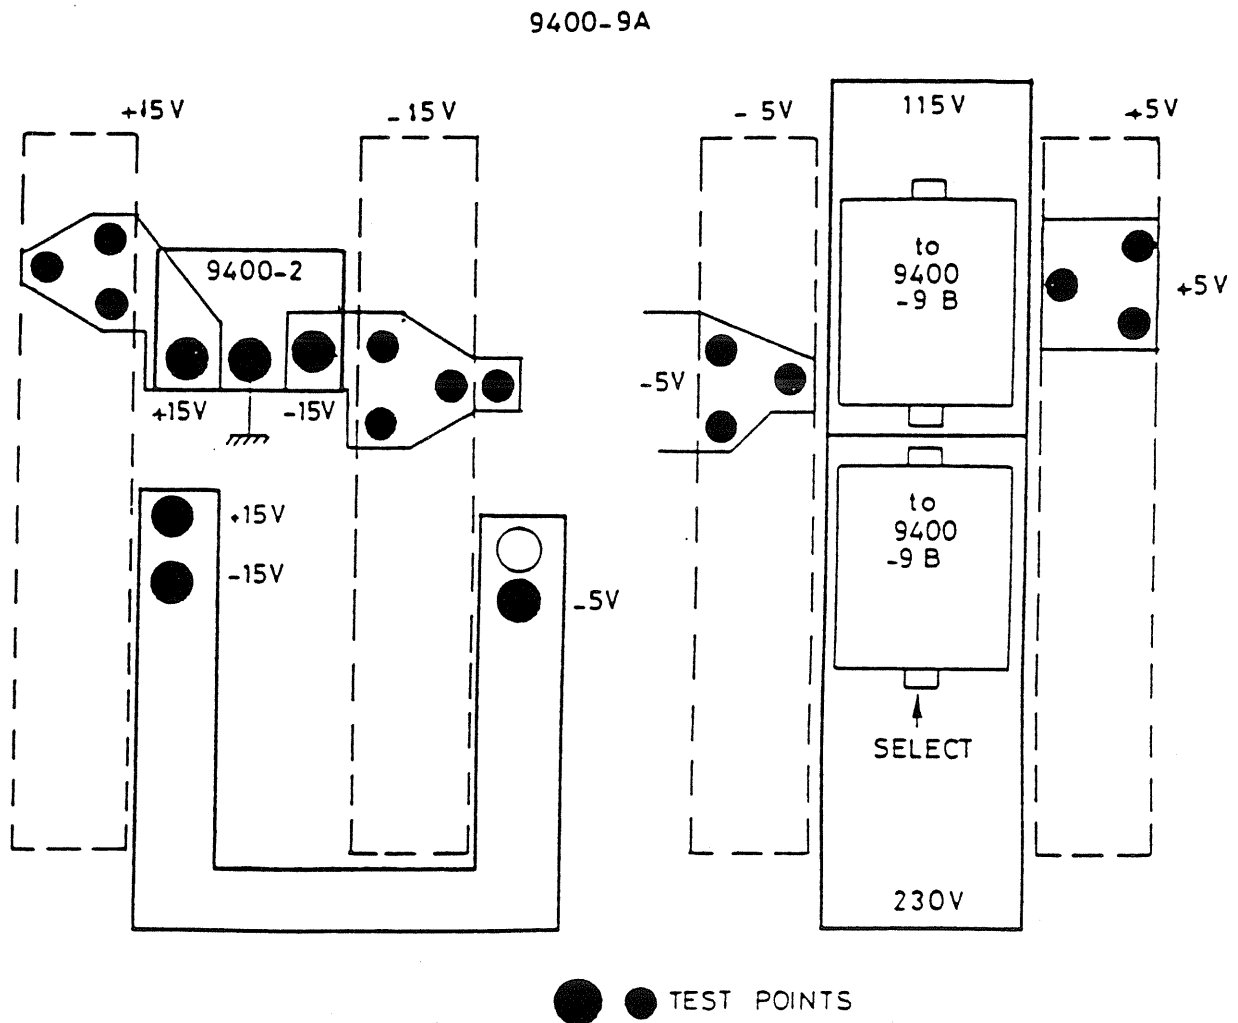 9400-9A
+15V
-15V
- 5V
115V
+5V
9400-2
to
9400
-9 B
+5V
-5V
+15V
-15V
+15V
-15V
to
9400
-9 B
-5V
SELECT
230V
TEST POINTS